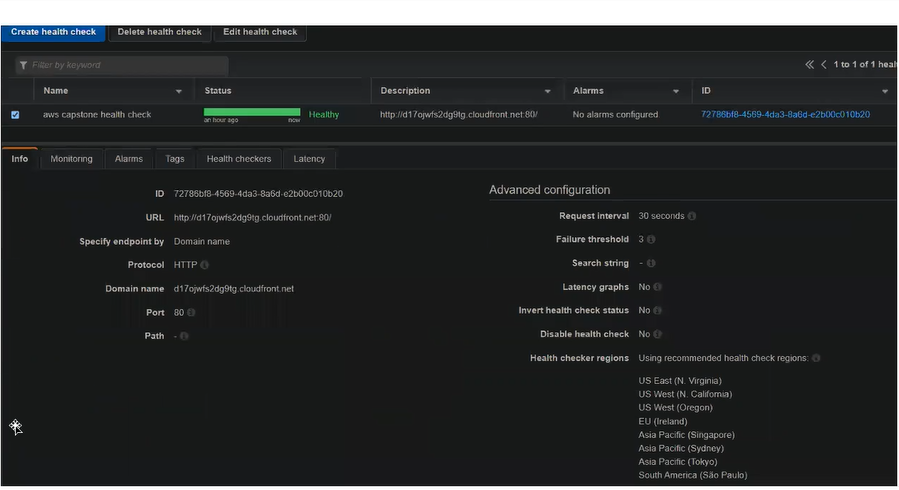 Create health check Delete health check Edit health check
Filter by keyword 1 to 1 of 1 heal
Name Status Description Alarms ID
aws capstone health check an hour ago now Healthy http://d17ojwfs2dg9tg.cloudfront.net:80/ No alarms configured 72786bf8-4569-4da3-8a6d-e2b00c010b20
Info Monitoring Alarms Tags Health checkers Latency
ID 72786bf8-4569-4da3-8a6d-e2b00c010b20
URL http://d17ojwfs2dg9tg.cloudfront.net:80/
Specify endpoint by Domain name
Protocol HTTP
Domain name d17ojwfs2dg9tg.cloudfront.net
Port 80
Path -
Advanced configuration
Request interval 30 seconds
Failure threshold 3
Search string -
Latency graphs No
Invert health check status No
Disable health check No
Health checker regions Using recommended health check regions:
US East (N. Virginia)
US West (N. California)
US West (Oregon)
EU (Ireland)
Asia Pacific (Singapore)
Asia Pacific (Sydney)
Asia Pacific (Tokyo)
South America (São Paulo)